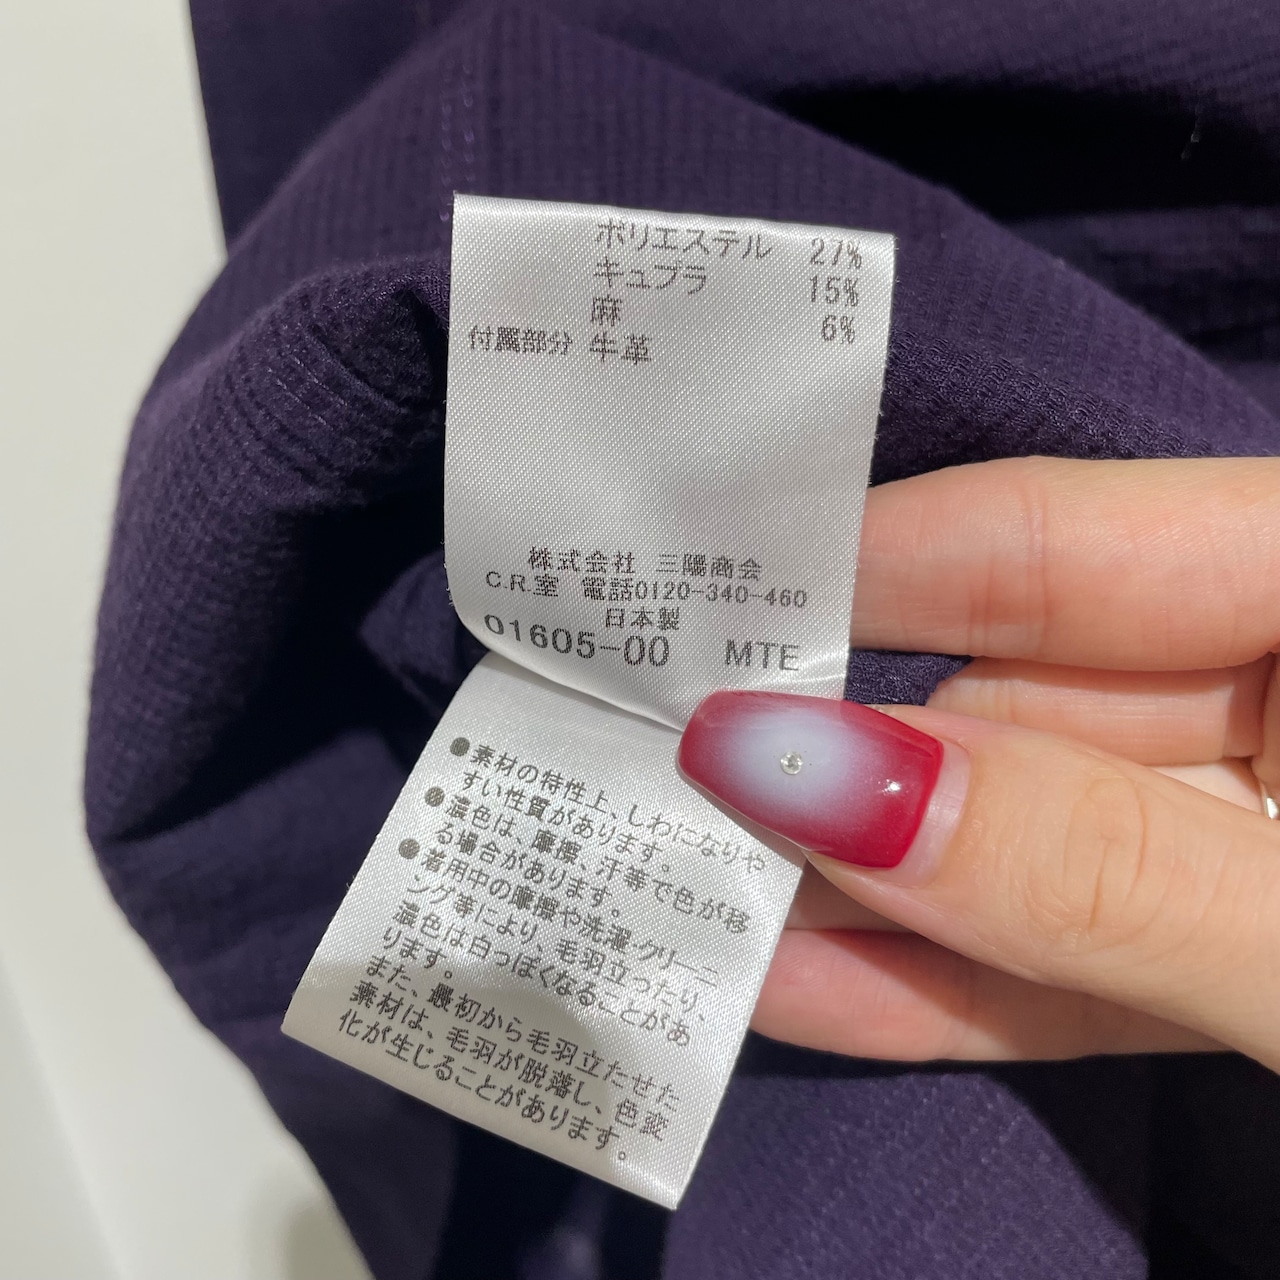 ポリエステル 27%
キュプラ 15%
麻 6%
付属部分 牛革
株式会社 三陽商会
C.R.室 電話0120-340-460
日本製
01605-00 MTE
●素材の特性上、しわになりや
すい性質があります。
●濃色は、摩擦、汗等で色が移
る場合があります。
●着用中の摩擦や洗濯・クリーニ
ング等により、毛羽立ったり、
濃色は白っぽくなることがあ
ります。
また、最初から毛羽立たせた
素材は、毛羽が脱落し、色変
化が生じることがあります。